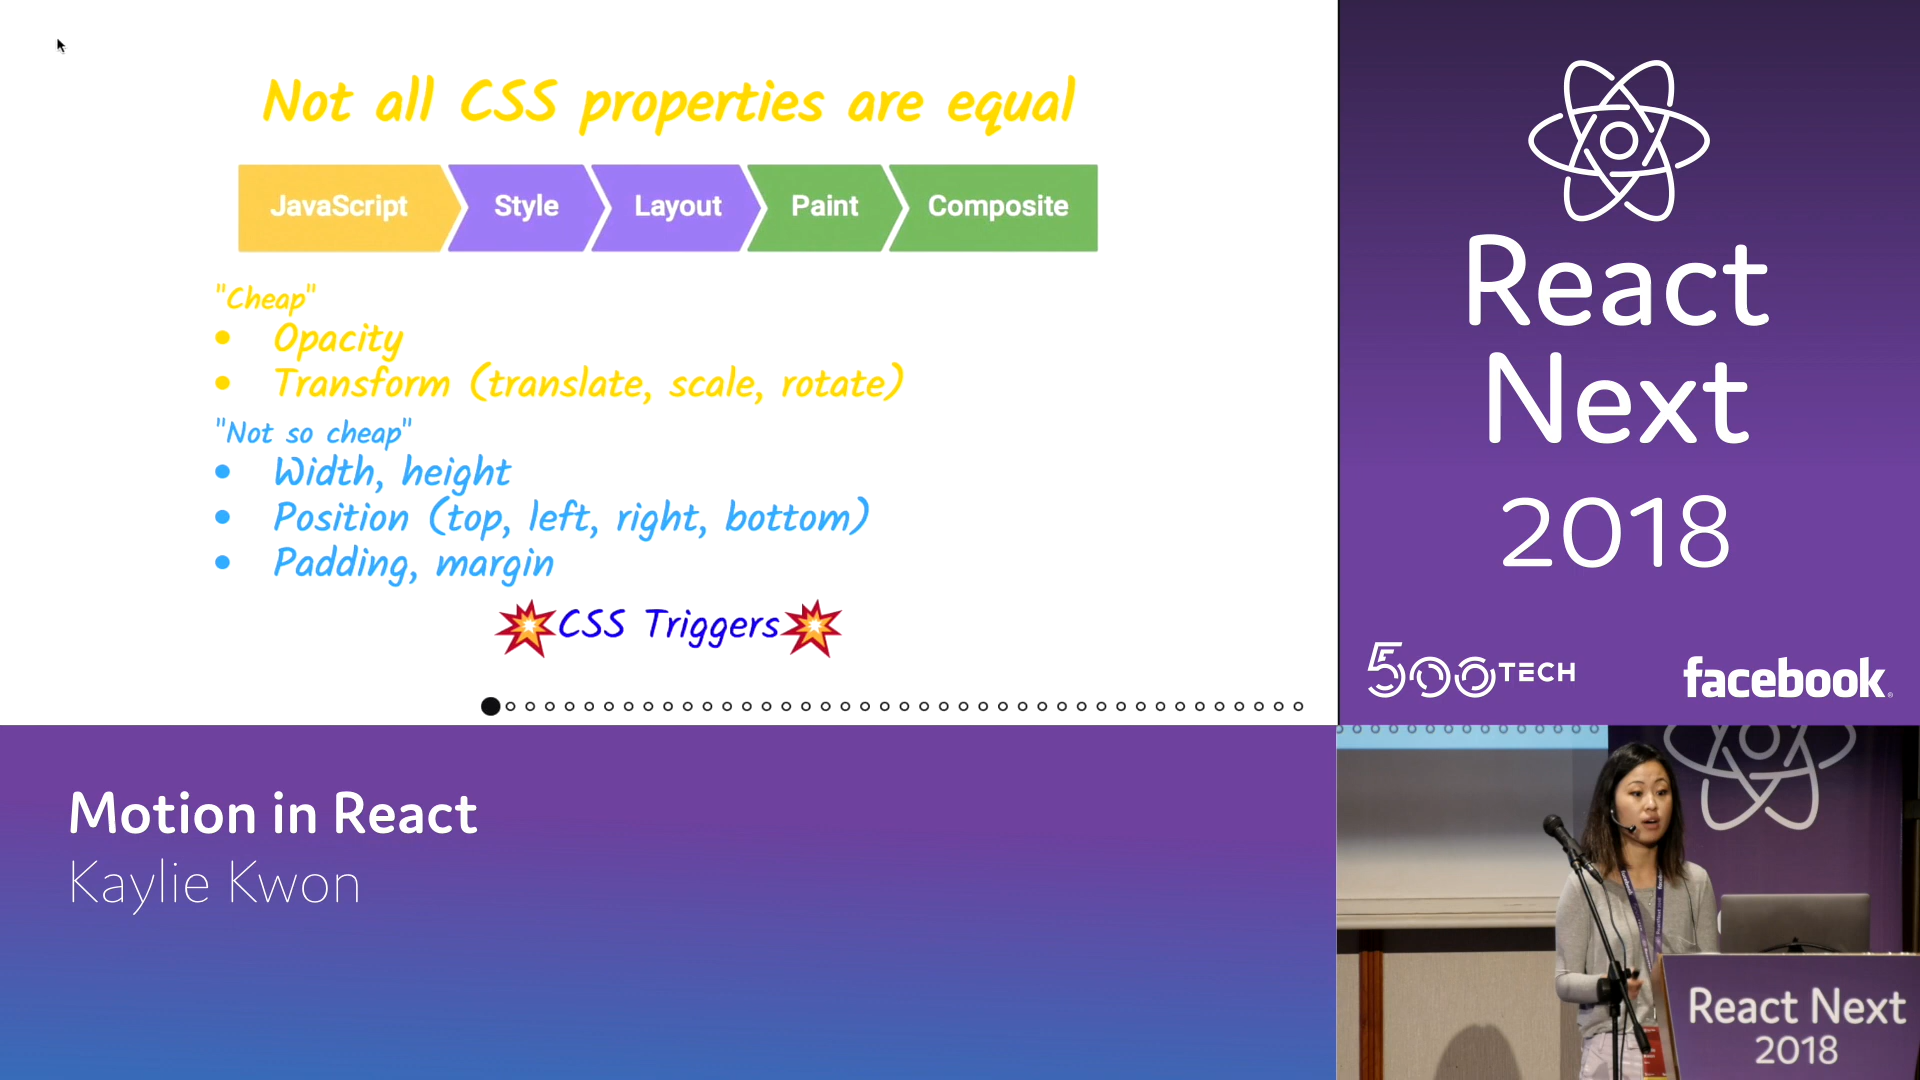 Not all CSS properties are equal
JavaScript Style Layout Paint Composite
"Cheap"
• Opacity
• Transform (translate, scale, rotate)
"Not so cheap"
• Width, height
• Position (top, left, right, bottom)
• Padding, margin
💥CSS Triggers💥
React
Next
2018
500TECH
facebook
Motion in React
Kaylie Kwon
React Next
2018